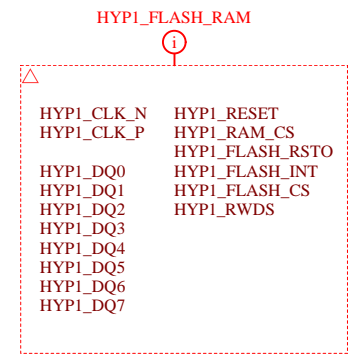 HYP1_FLASH_RAM
i
HYP1_CLK_N HYP1_RESET
HYP1_CLK_P HYP1_RAM_CS
HYP1_FLASH_RSTO
HYP1_DQ0 HYP1_FLASH_INT
HYP1_DQ1 HYP1_FLASH_CS
HYP1_DQ2 HYP1_RWDS
HYP1_DQ3
HYP1_DQ4
HYP1_DQ5
HYP1_DQ6
HYP1_DQ7